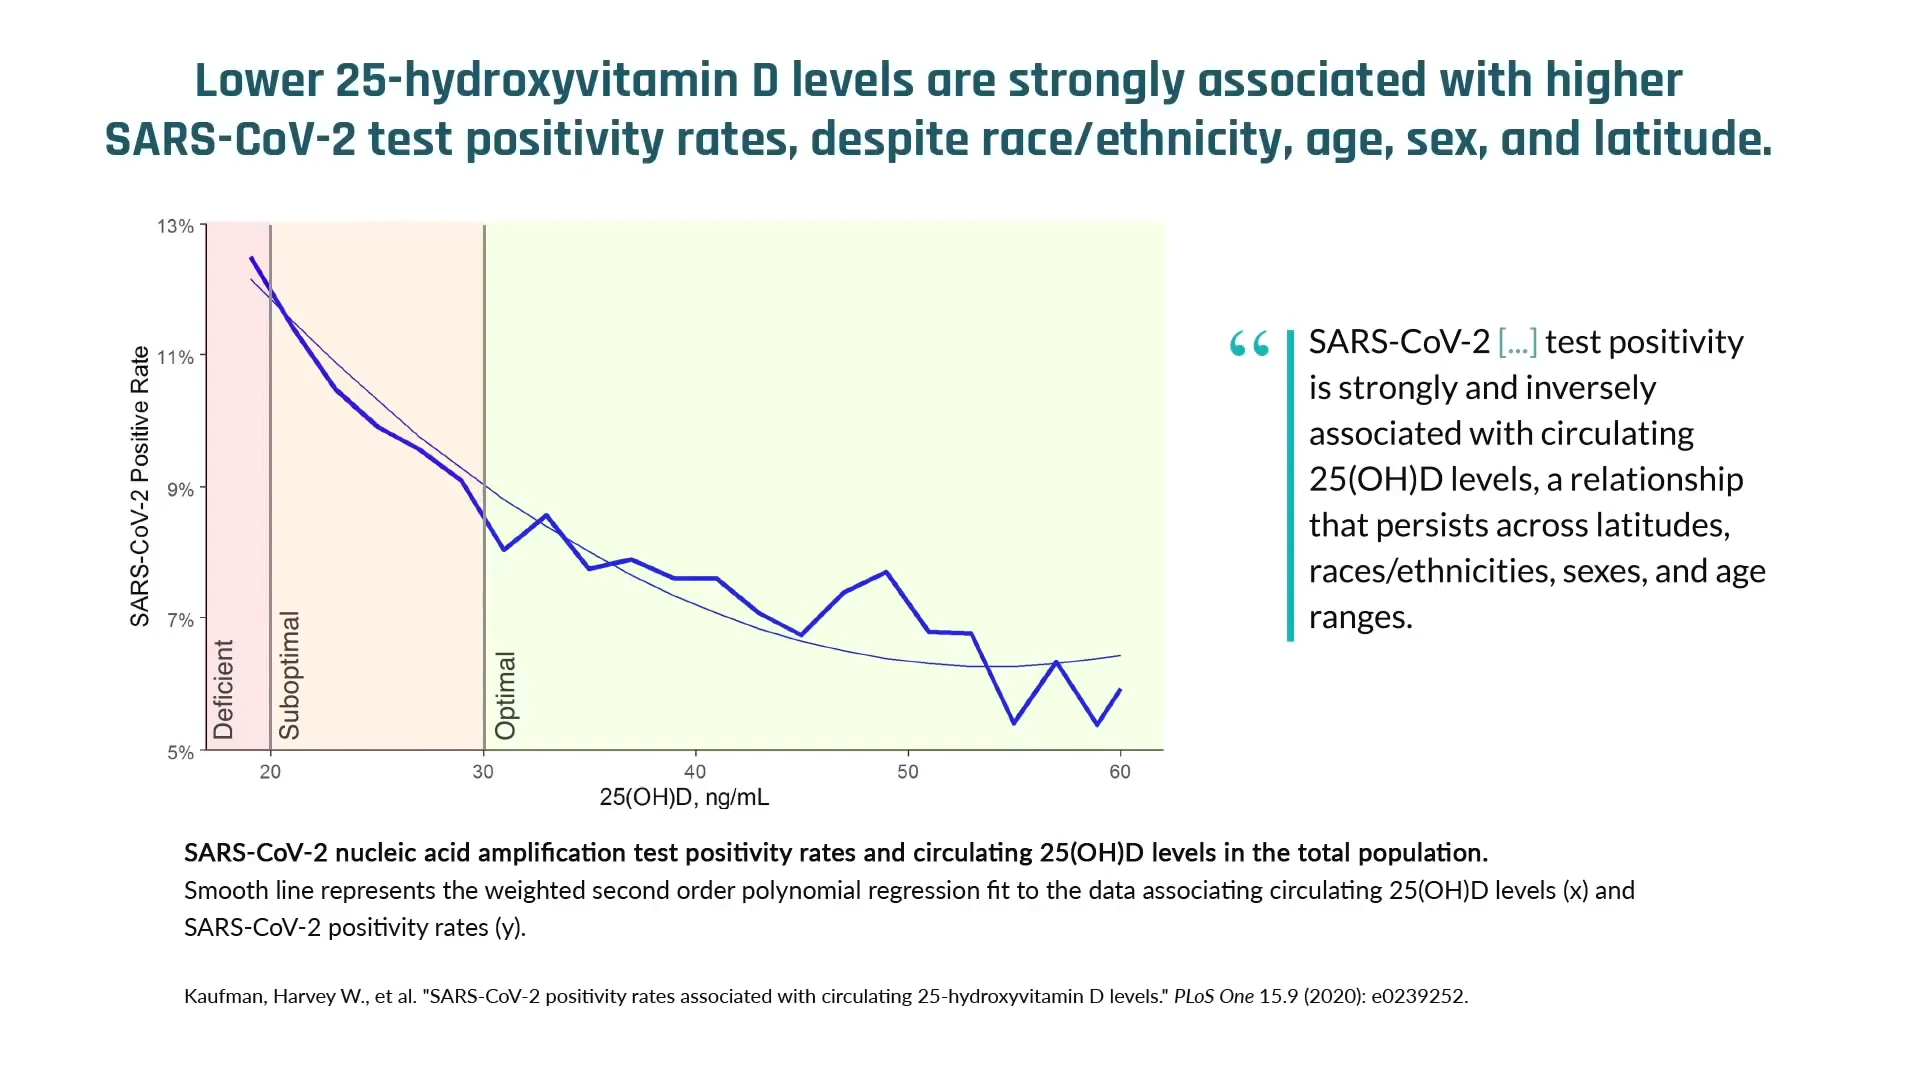 Lower 25-hydroxyvitamin D levels are strongly associated with higher
SARS-CoV-2 test positivity rates, despite race/ethnicity, age, sex, and latitude.
13%
11%
9%
7%
5%
SARS-CoV-2 Positive Rate
Deficient
Suboptimal
Optimal
20
30
40
50
60
25(OH)D, ng/mL
“
SARS-CoV-2 [...] test positivity
is strongly and inversely
associated with circulating
25(OH)D levels, a relationship
that persists across latitudes,
races/ethnicities, sexes, and age
ranges.
SARS-CoV-2 nucleic acid amplification test positivity rates and circulating 25(OH)D levels in the total population.
Smooth line represents the weighted second order polynomial regression fit to the data associating circulating 25(OH)D levels (x) and
SARS-CoV-2 positivity rates (y).
Kaufman, Harvey W., et al. "SARS-CoV-2 positivity rates associated with circulating 25-hydroxyvitamin D levels." PLoS One 15.9 (2020): e0239252.